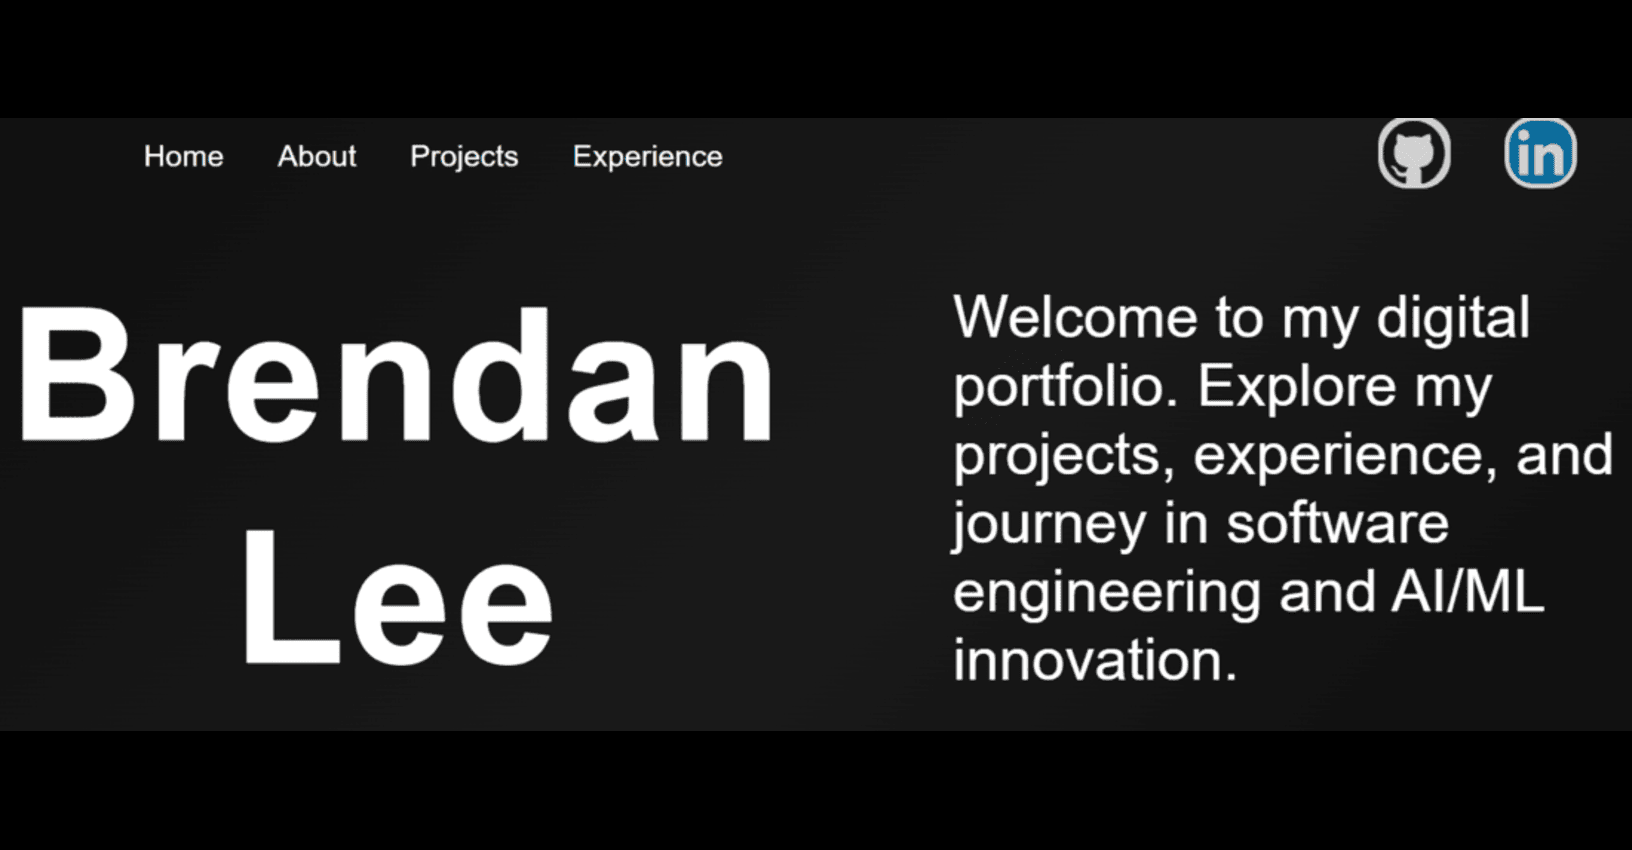 Home About Projects Experience
in
Brendan
Lee
Welcome to my digital
portfolio. Explore my
projects, experience, and
journey in software
engineering and AI/ML
innovation.